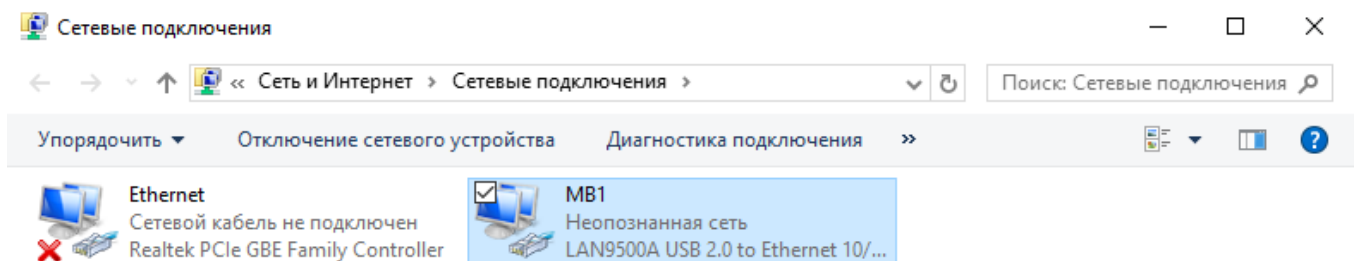 Сетевые подключения
« Сеть и Интернет › Сетевые подключения ›
Поиск: Сетевые подключения
Упорядочить Отключение сетевого устройства Диагностика подключения »
Ethernet
Сетевой кабель не подключен
Realtek PCIe GBE Family Controller
MB1
Неопознанная сеть
LAN9500A USB 2.0 to Ethernet 10/...